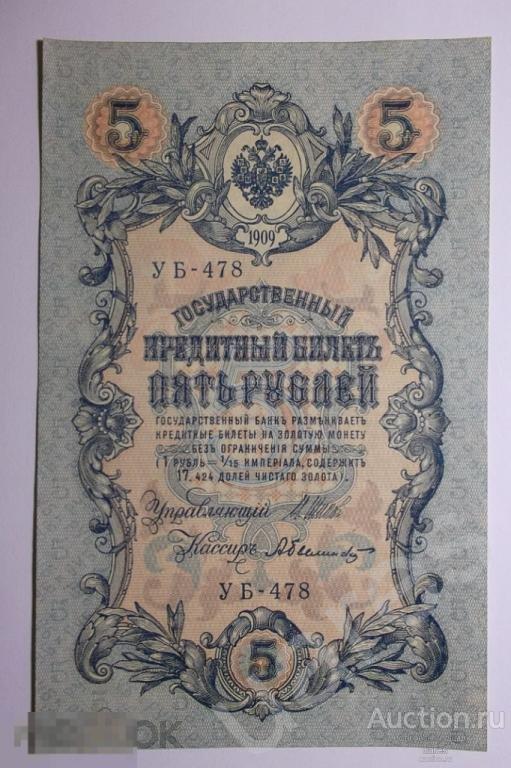 5 5
1909
УБ-478
ГОСУДАРСТВЕННЫЙ
КРЕДИТНЫЙ БИЛЕТЪ
ПЯТЬ РУБЛЕЙ
ГОСУДАРСТВЕННЫЙ БАНКЪ РАЗМѢНИВАЕТЪ
КРЕДИТНЫЕ БИЛЕТЫ НА ЗОЛОТУЮ МОНЕТУ
БЕЗЪ ОГРАНИЧЕНІЯ СУММЫ
(1 РУБЛЬ = 1/15 ИМПЕРІАЛА, СОДЕРЖИТЪ
17,424 ДОЛЕЙ ЧИСТАГО ЗОЛОТА).
Управляющій
Кассиръ
УБ-478
5
Auction.ru